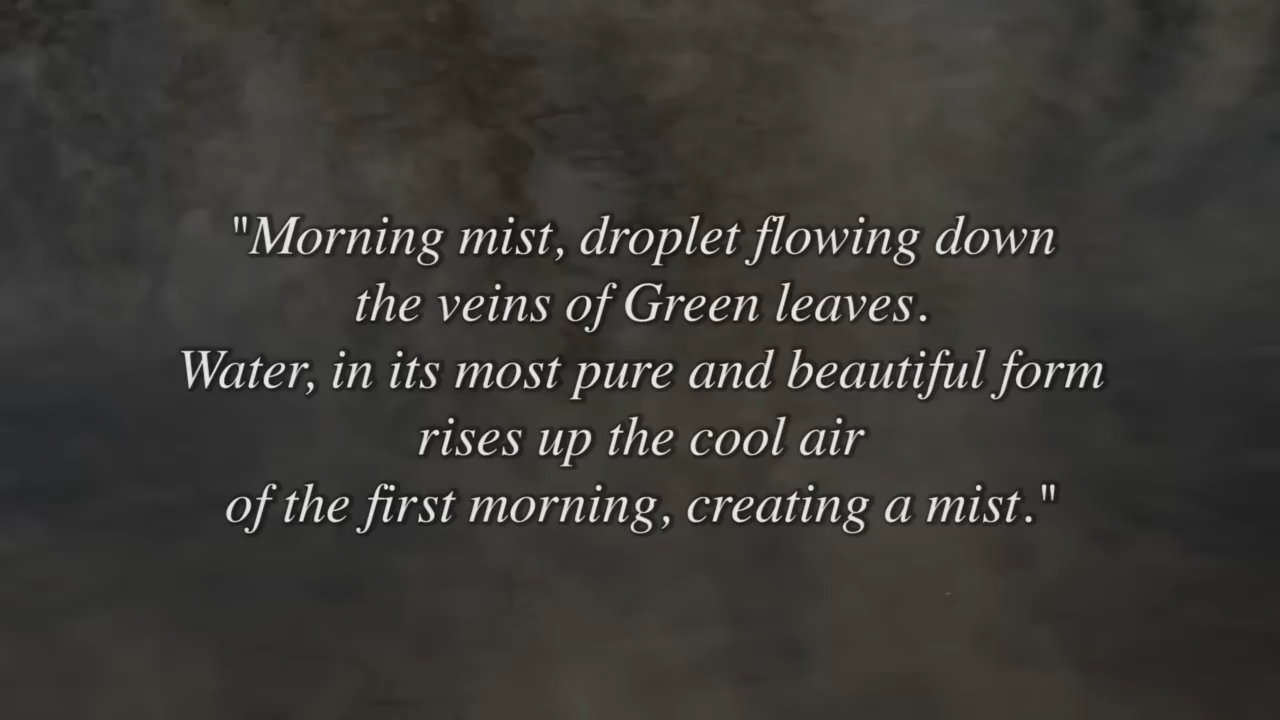 "Morning mist, droplet flowing down
the veins of Green leaves.
Water, in its most pure and beautiful form
rises up the cool air
of the first morning, creating a mist."